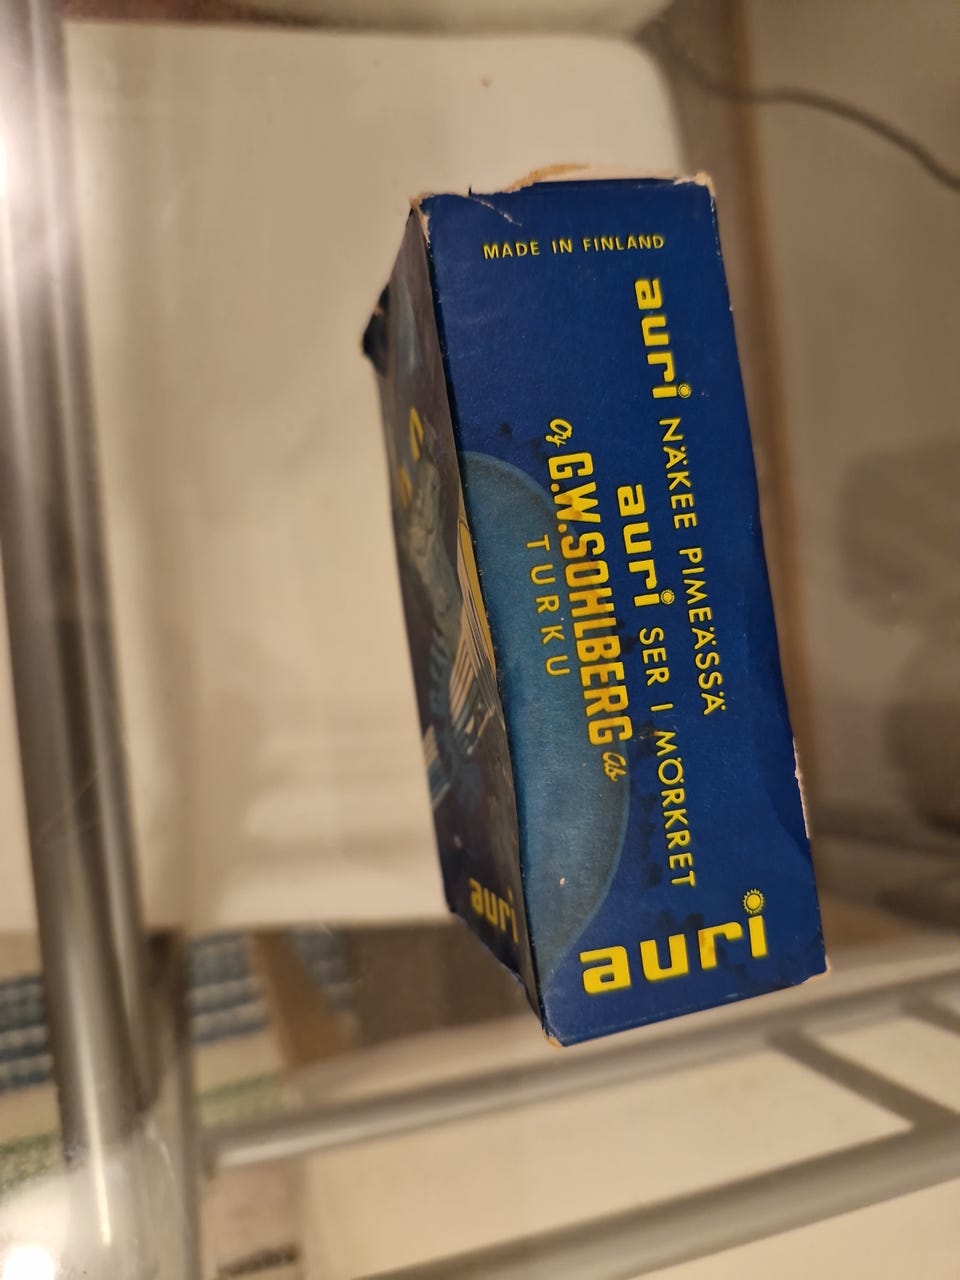 MADE IN FINLAND
auri NÄKEE PIMEÄSSÄ
auri SER I MÖRKRET
Oy G.W.SOHLBERG Ab
TURKU
auri
auri